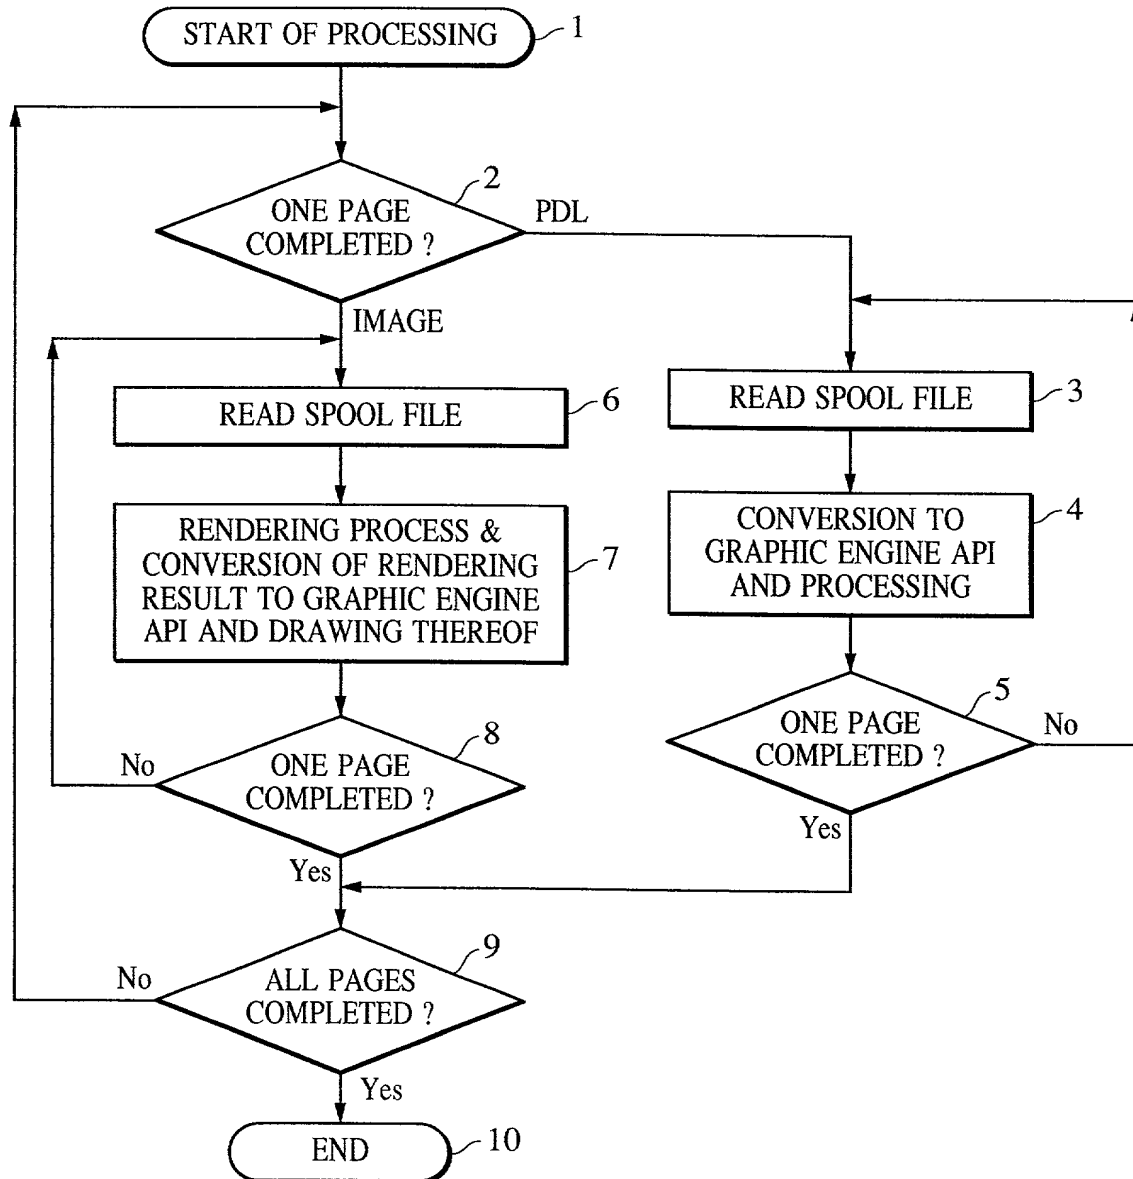 START OF PROCESSING
1
2
ONE PAGE
COMPLETED ?
PDL
IMAGE
READ SPOOL FILE
6
READ SPOOL FILE
3
RENDERING PROCESS &
CONVERSION OF RENDERING
RESULT TO GRAPHIC ENGINE
API AND DRAWING THEREOF
7
CONVERSION TO
GRAPHIC ENGINE API
AND PROCESSING
4
5
ONE PAGE
COMPLETED ?
No
Yes
8
ONE PAGE
COMPLETED ?
No
Yes
9
ALL PAGES
COMPLETED ?
No
Yes
END
10